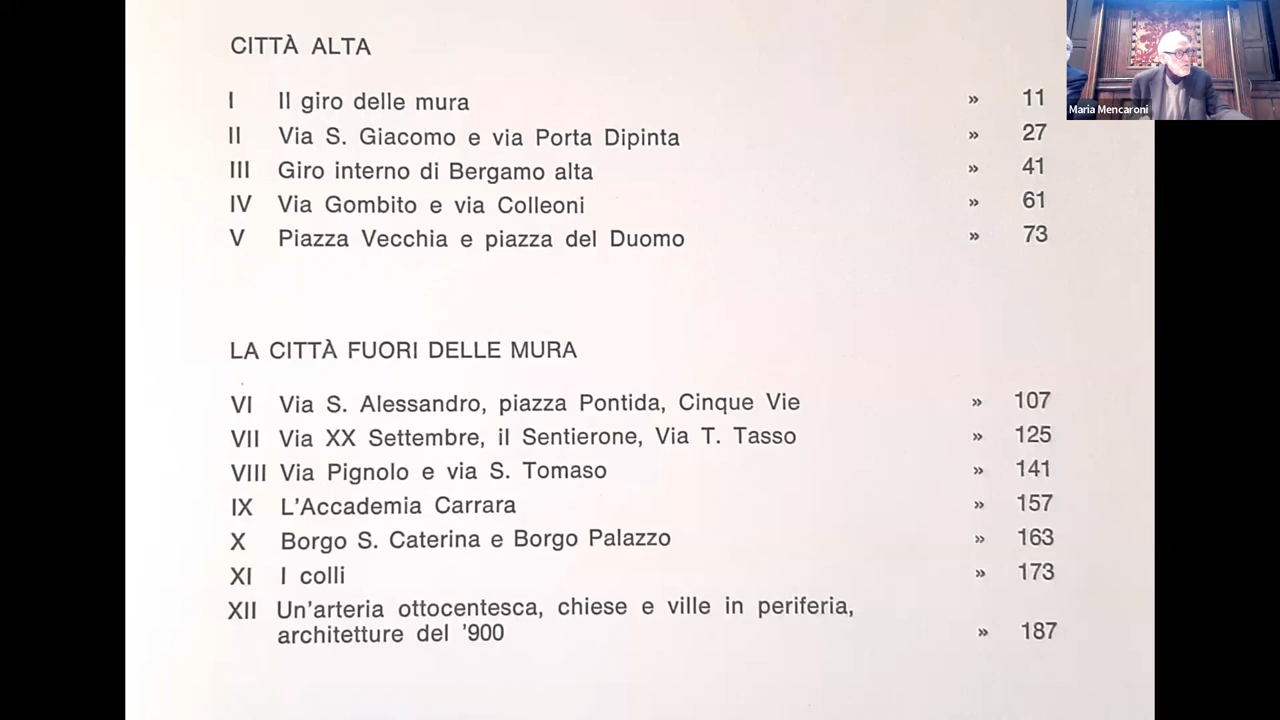 CITTÀ ALTA
I Il giro delle mura » 11
II Via S. Giacomo e via Porta Dipinta » 27
III Giro interno di Bergamo alta » 41
IV Via Gombito e via Colleoni » 61
V Piazza Vecchia e piazza del Duomo » 73
LA CITTÀ FUORI DELLE MURA
VI Via S. Alessandro, piazza Pontida, Cinque Vie » 107
VII Via XX Settembre, il Sentierone, Via T. Tasso » 125
VIII Via Pignolo e via S. Tomaso » 141
IX L'Accademia Carrara » 157
X Borgo S. Caterina e Borgo Palazzo » 163
XI I colli » 173
XII Un'arteria ottocentesca, chiese e ville in periferia,
architetture del '900 » 187
Maria Mencaroni